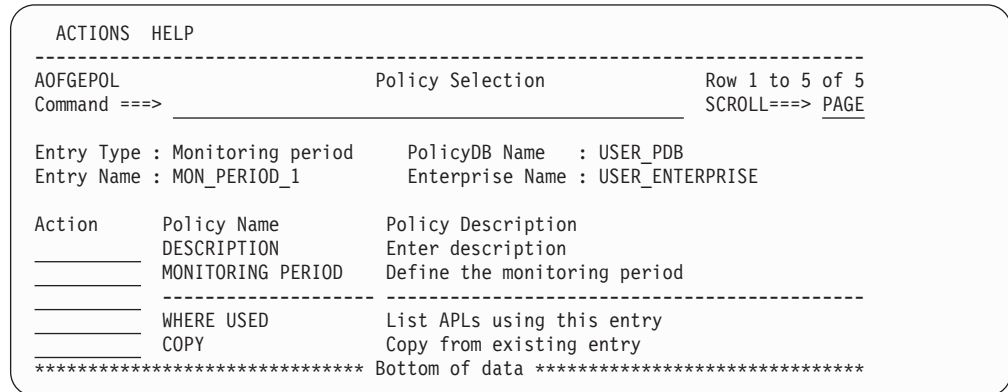 ACTIONS HELP
--------------------------------------------------------------------------------
AOFGEPOL Policy Selection Row 1 to 5 of 5
Command ===> SCROLL===> PAGE
Entry Type : Monitoring period PolicyDB Name : USER_PDB
Entry Name : MON_PERIOD_1 Enterprise Name : USER_ENTERPRISE
Action Policy Name Policy Description
DESCRIPTION Enter description
MONITORING PERIOD Define the monitoring period
-------------------- ---------------------------------------------
WHERE USED List APLs using this entry
COPY Copy from existing entry
******************************* Bottom of data *******************************